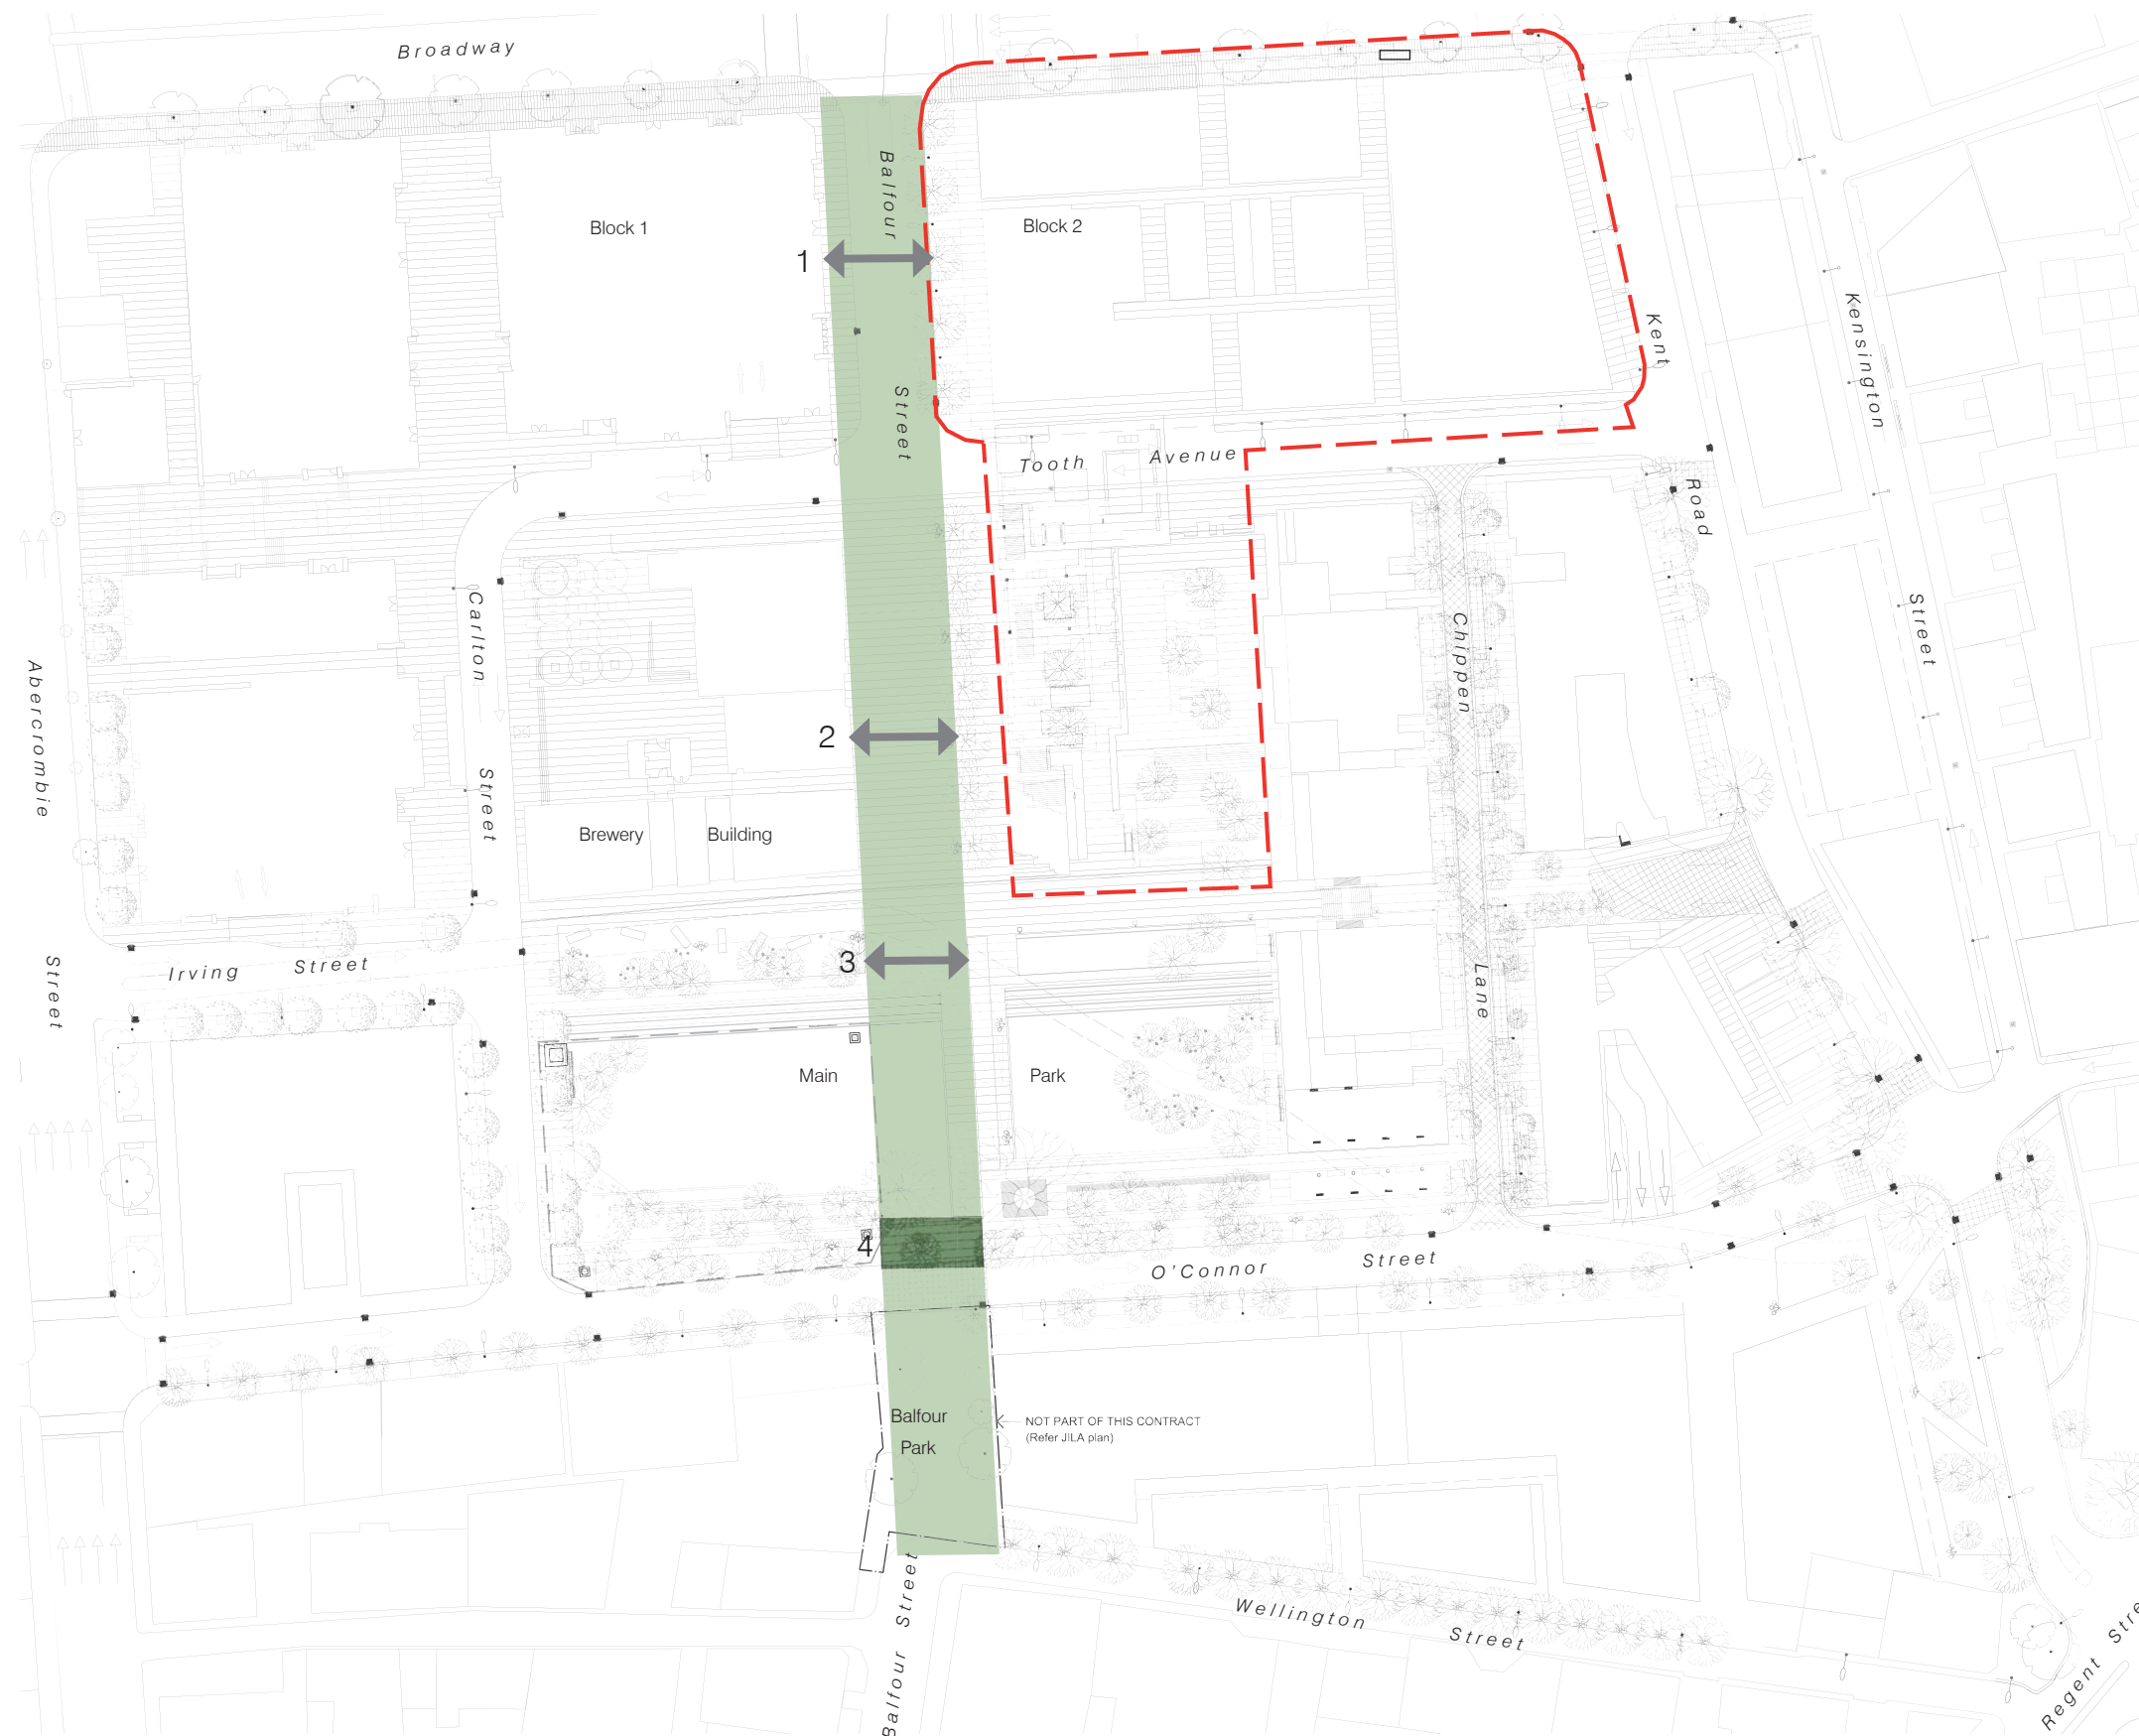 Broadway
Balfour
Block 1
Block 2
1
Kent
Kensington
Street
Tooth Avenue
Road
Carlton
Street
Chippen
Street
Abercrombie
2
Brewery Building
3
Irving Street
Street
Lane
Main Park
4
O'Connor Street
Balfour
Park
NOT PART OF THIS CONTRACT
(Refer JILA plan)
Balfour Street
Wellington Street
Regent Stre